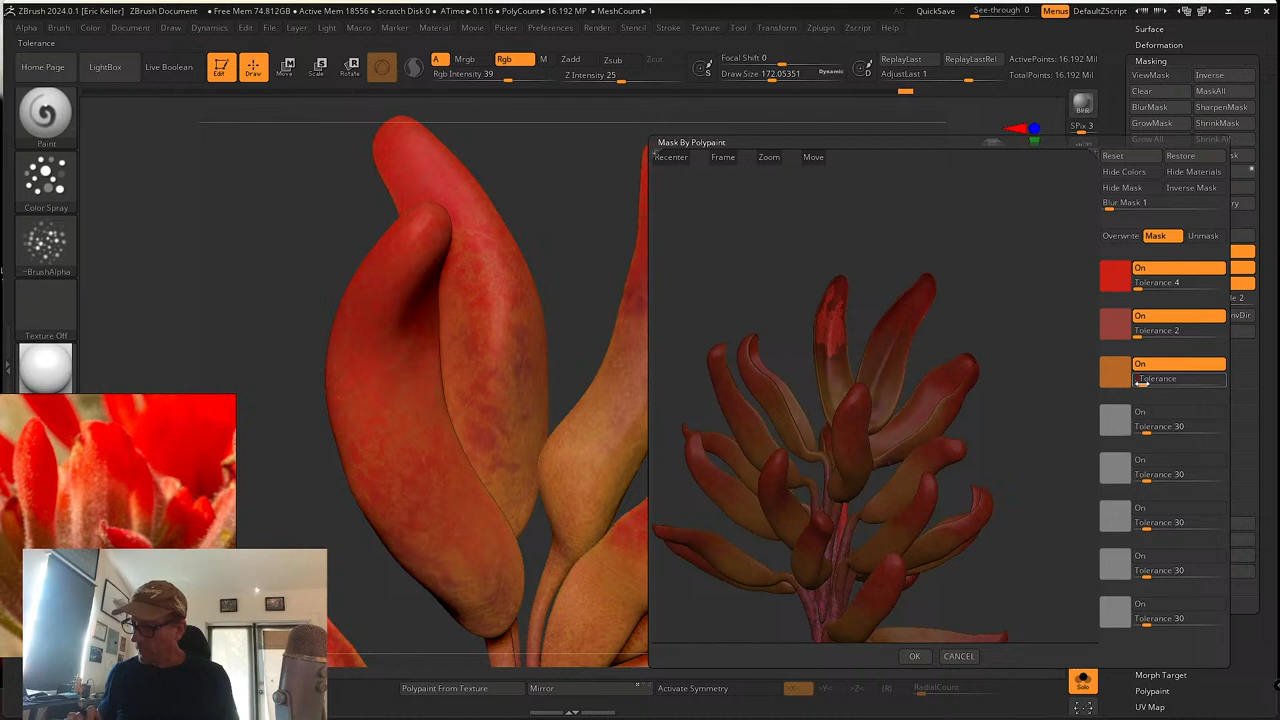 ZBrush 2024.0.1 [Eric Keller]
ZBrush Document
● Free Mem 74.812GB ● Active Mem 18556 ● Scratch Disk 0 ● ATime▸0.116 ● PolyCount▸16.192 MP ● MeshCount▸1
AC
QuickSave
See-through 0
Menus
DefaultZScript
Alpha
Brush
Color
Document
Draw
Dynamics
Edit
File
Layer
Light
Macro
Marker
Material
Movie
Picker
Preferences
Render
Stencil
Stroke
Texture
Tool
Transform
Zplugin
Zscript
Help
Surface
Tolerance
Deformation
Home Page
LightBox
Live Boolean
Edit
Draw
Move
Scale
Rotate
A
Mrgb
Rgb
M
Zadd
Zsub
Zcut
Rgb Intensity 39
Z Intensity 25
S
Focal Shift 0
Draw Size 172.05351
Dynamic
D
ReplayLast
ReplayLastRel
AdjustLast 1
ActivePoints: 16.192 Mil
TotalPoints: 16.192 Mil
Masking
ViewMask
Inverse
Clear
MaskAll
BlurMask
SharpenMask
GrowMask
ShrinkMask
Grow All
Shrink All
Paint
Color Spray
~BrushAlpha
Texture Off
BPR
SPix 3
Mask By Polypaint
Recenter
Frame
Zoom
Move
Reset
Restore
Hide Colors
Hide Materials
Hide Mask
Inverse Mask
Blur Mask 1
Overwrite
Mask
Unmask
On
Tolerance 4
On
Tolerance 2
On
Tolerance
On
Tolerance 30
On
Tolerance 30
On
Tolerance 30
On
Tolerance 30
On
Tolerance 30
OK
CANCEL
Polypaint From Texture
Mirror
Activate Symmetry
>X<
>Y<
>Z<
(R)
RadialCount
Solo
Morph Target
Polypaint
UV Map